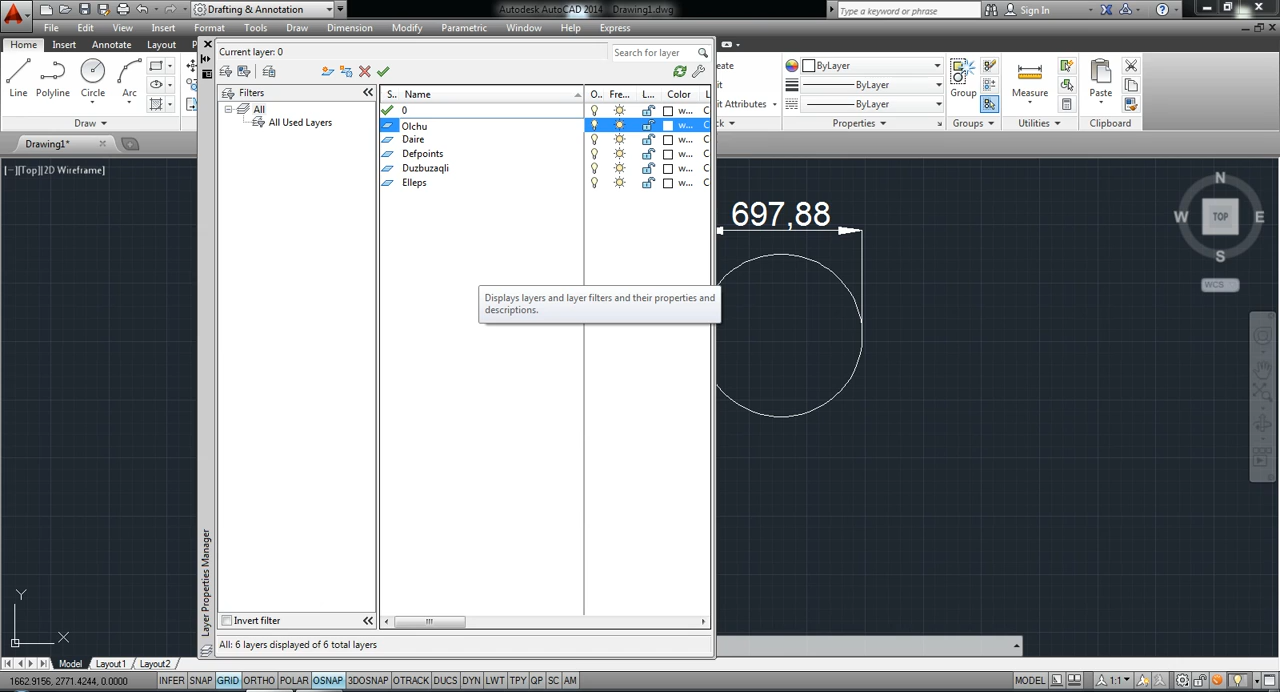 Drafting & Annotation
Autodesk AutoCAD 2014 Drawing1.dwg
Type a keyword or phrase
Sign In
File Edit View Insert Format Tools Draw Dimension Modify Parametric Window Help Express
Home Insert Annotate Layout
Line Polyline Circle Arc
Draw
Current layer: 0
Search for layer
Filters
All
All Used Layers
S.. Name O.. Fre... L... Color L
0 w... C
Olchu w... C
Daire w... C
Defpoints w... C
Duzbuzaqli w... C
Elleps w... C
Displays layers and layer filters and their properties and
descriptions.
Invert filter
All: 6 layers displayed of 6 total layers
Layer Properties Manager
ByLayer
ByLayer
ByLayer
Properties
Group
Groups
Measure
Utilities
Paste
Clipboard
Drawing1*
[−][Top][2D Wireframe]
697,88
N
W TOP E
S
WCS
Y
X
Model Layout1 Layout2
1662.9156, 2771.4244, 0.0000
INFER SNAP GRID ORTHO POLAR OSNAP 3DOSNAP OTRACK DUCS DYN LWT TPY QP SC AM
MODEL 1:1